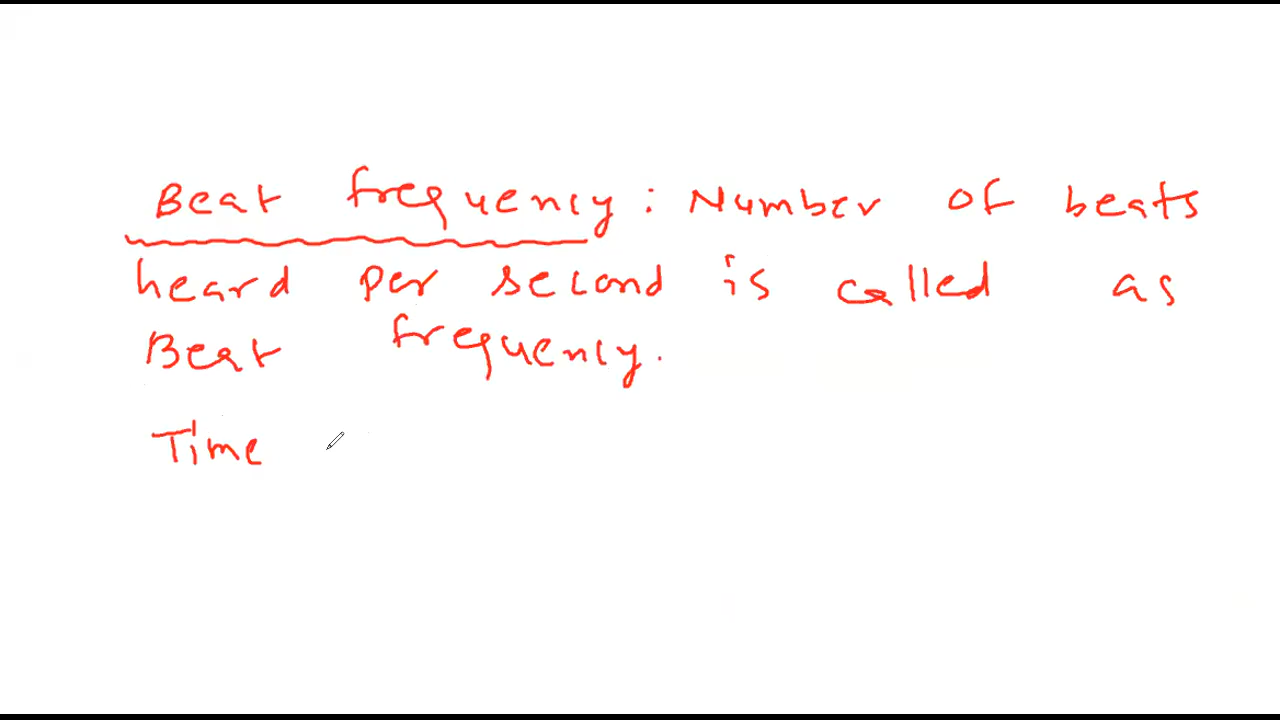 Beat frequency: Number of beats
heard per second is called as
Beat frequency.
Time